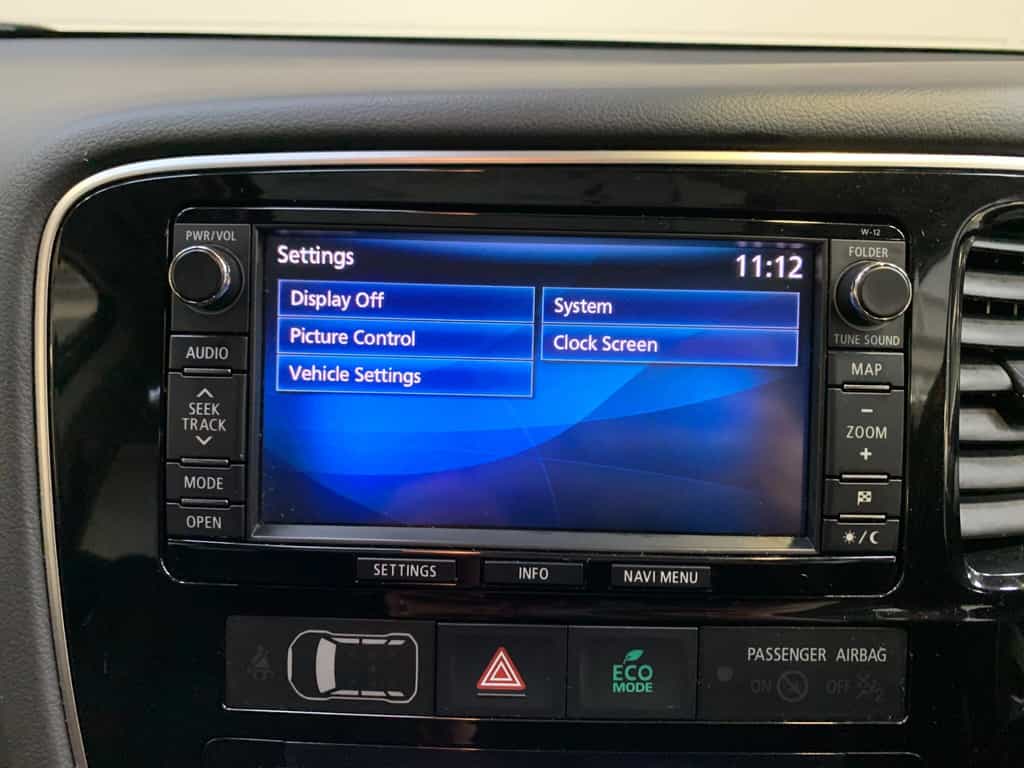 W-12
PWR/VOL
FOLDER
Settings
11:12
Display Off
System
Picture Control
Clock Screen
Vehicle Settings
TUNE SOUND
AUDIO
MAP
SEEK
TRACK
−
ZOOM
+
MODE
OPEN
SETTINGS
INFO
NAVI MENU
PASSENGER AIRBAG
ON
OFF
ECO
MODE